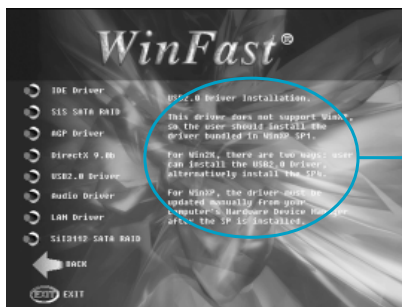 WinFast®
IDE Driver
SiS SATA RAID
AGP Driver
DirectX 9.0b
USB2.0 Driver
Audio Driver
LAN Driver
SiI3112 SATA RAID
BACK
EXIT EXIT
USB2.0 Driver installation.
This driver does not support WinXP,
so the user should install the
driver bundled in WinXP SP1.
For Win2K, there are two ways: user
can install the USB2.0 Driver,
alternatively install the SP4.
For WinXP, the driver must be
updated manually from your
computer's Hardware Device Manager
after the SP is installed.